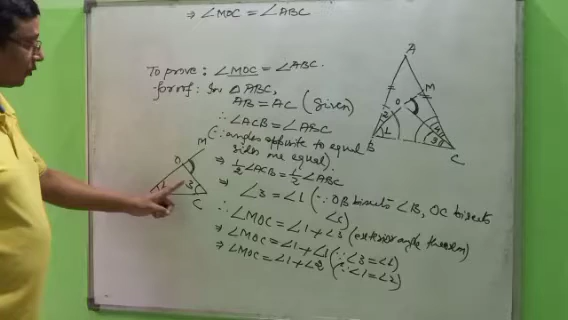 ⇒ ∠MOC = ∠ABC
To prove : ∠MOC = ∠ABC.
Proof: In △ABC,
AB = AC (Given)
∴ ∠ACB = ∠ABC
(∵ angles opposite to equal
sides are equal)
⇒ 1/2 ∠ACB = 1/2 ∠ABC
⇒ ∠3 = ∠1 (∵ OB bisects ∠B, OC bisects
∠C)
∴ ∠MOC = ∠1 + ∠3 (exterior angle theorem)
⇒ ∠MOC = ∠1 + ∠1 (∵ ∠3 = ∠1)
⇒ ∠MOC = ∠1 + ∠2 (∵ ∠1 = ∠2)
A
M
O
2
1
4
3
B
C
M
O
1
3
C